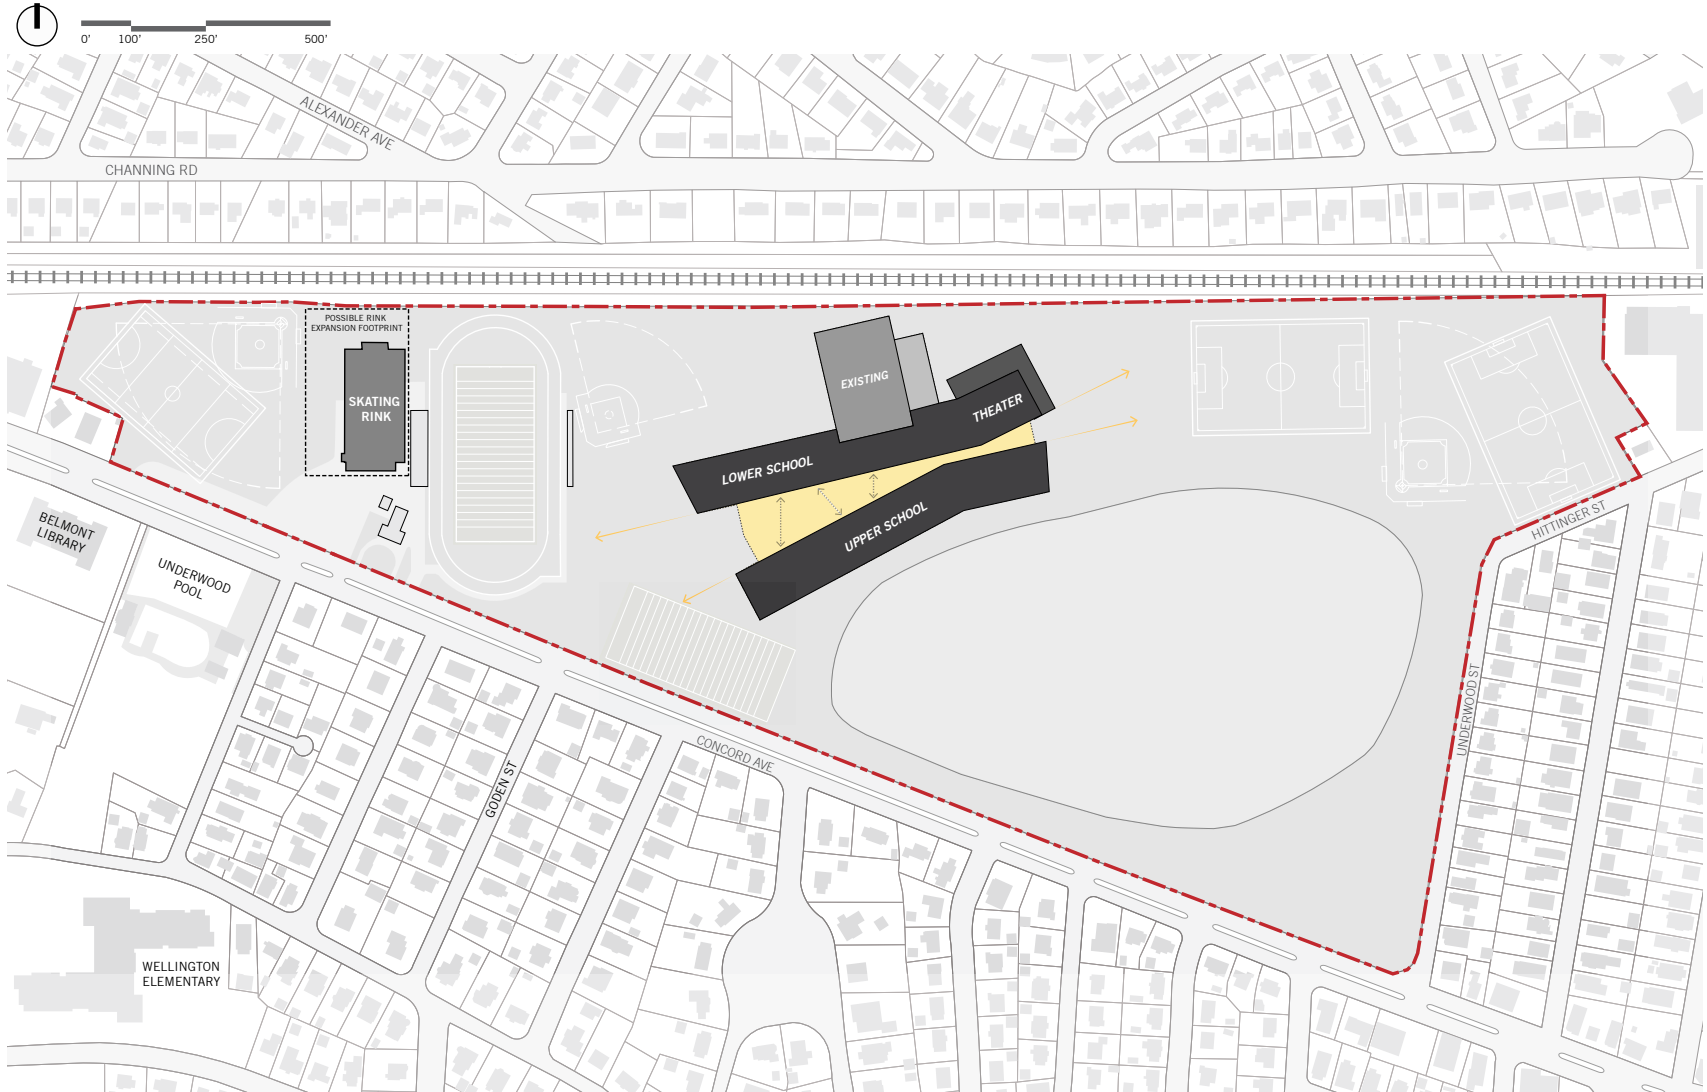 0' 100' 250' 500'
ALEXANDER AVE
CHANNING RD
POSSIBLE RINK
EXPANSION FOOTPRINT
SKATING
RINK
EXISTING
THEATER
LOWER SCHOOL
UPPER SCHOOL
BELMONT
LIBRARY
UNDERWOOD
POOL
HITTINGER ST
UNDERWOOD ST
CONCORD AVE
GODEN ST
WELLINGTON
ELEMENTARY